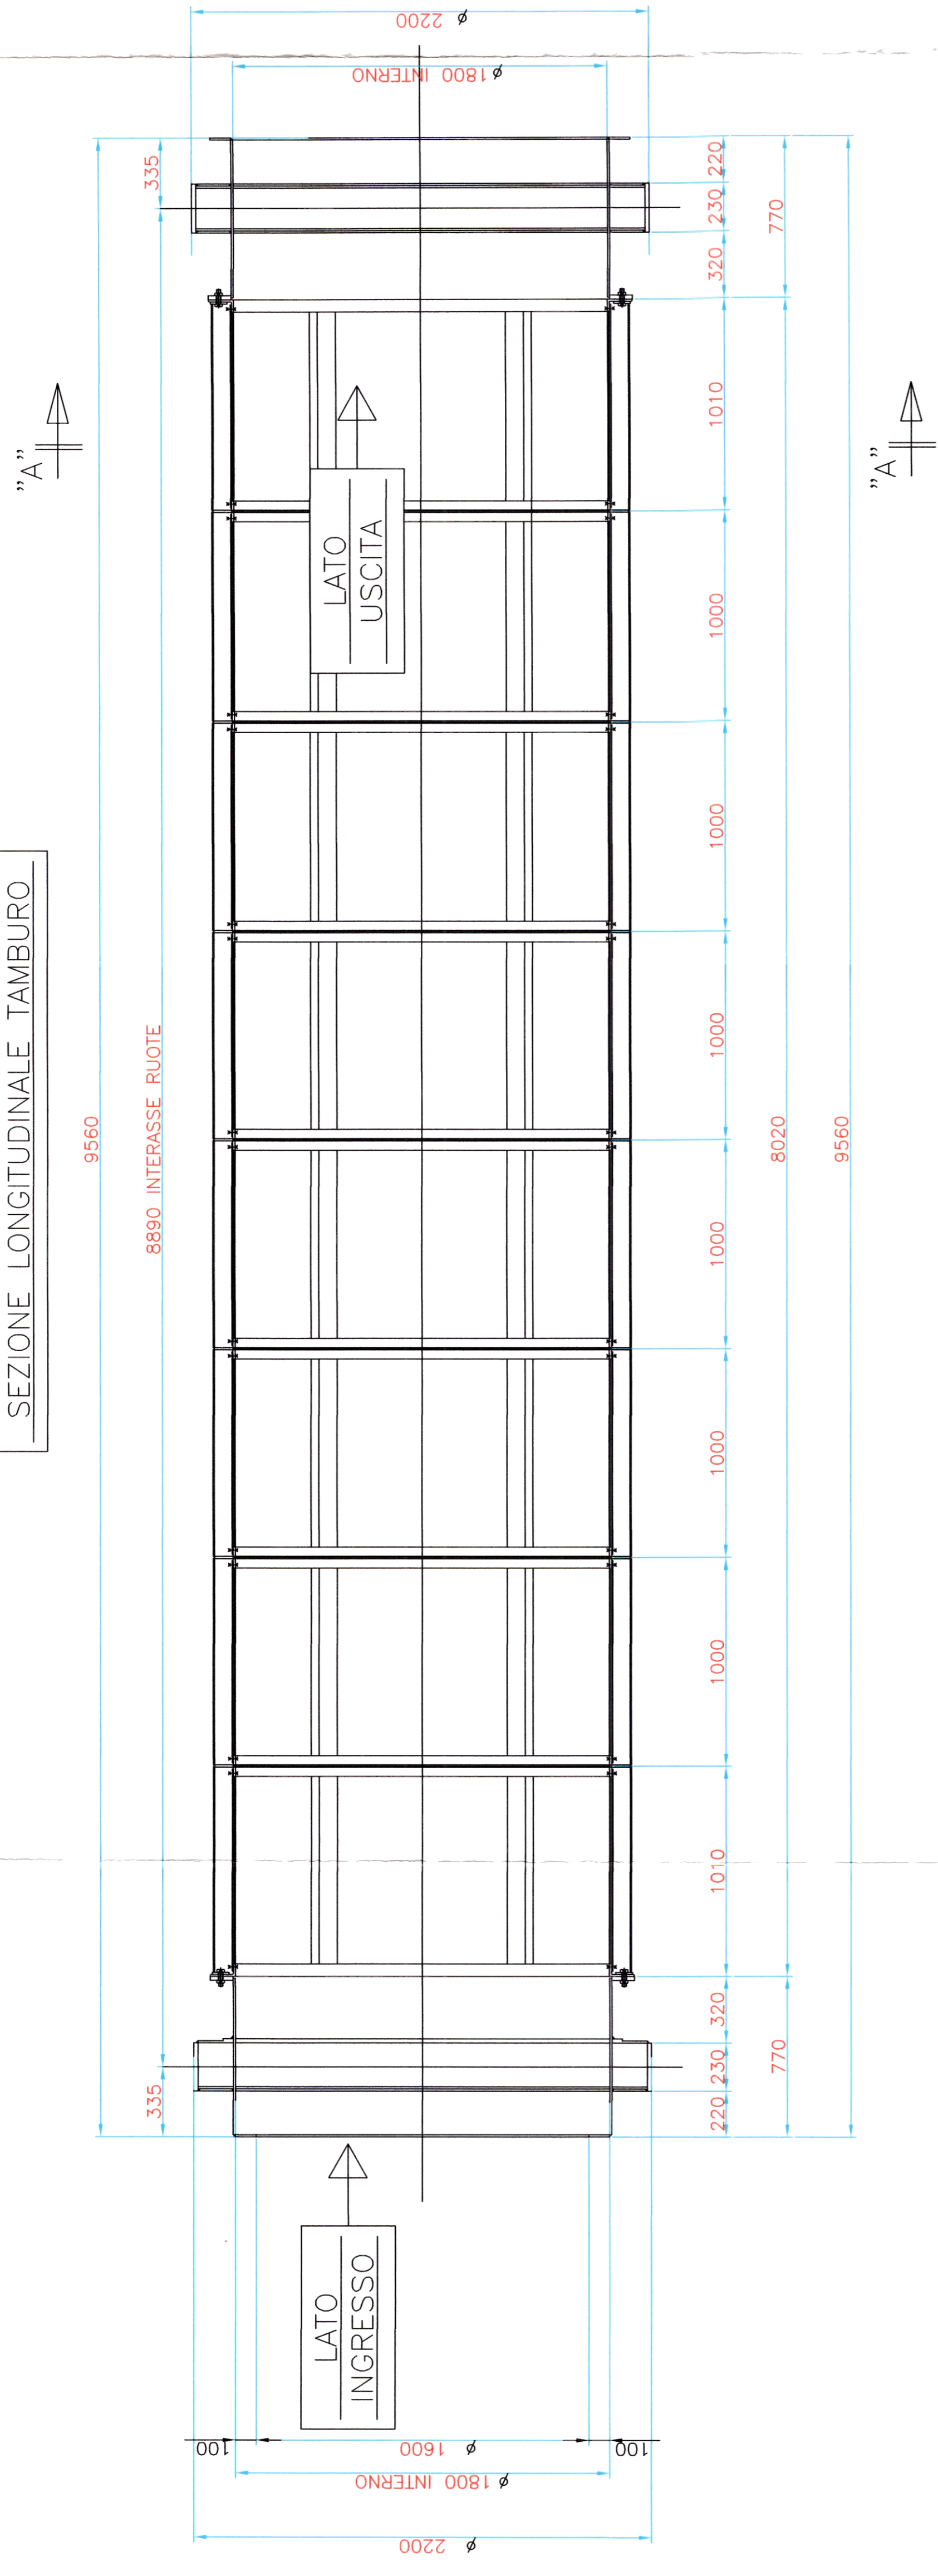 SEZIONE LONGITUDINALE TAMBURO
9560
335
8890 INTERASSE RUOTE
335
"A"
"A"
LATO
INGRESSO
LATO
USCITA
100
ø 1600
100
ø 1800 INTERNO
ø 2200
ø 1800 INTERNO
ø 2200
220 230 320 1010 1000 1000 1000 1000 1000 1000 1010 320 230 220
770 8020 770
9560